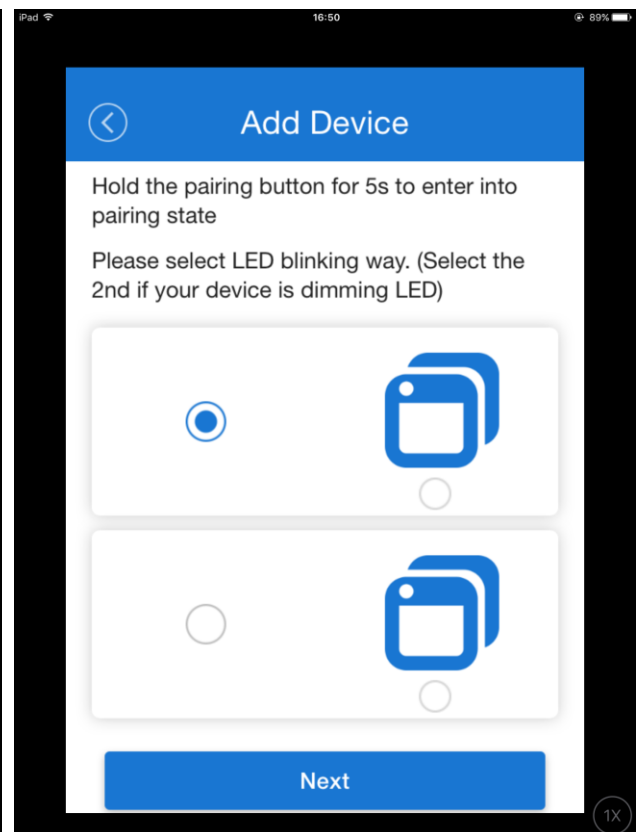 iPad 16:50 89%
Add Device
Hold the pairing button for 5s to enter into
pairing state
Please select LED blinking way. (Select the
2nd if your device is dimming LED)
Next
1X